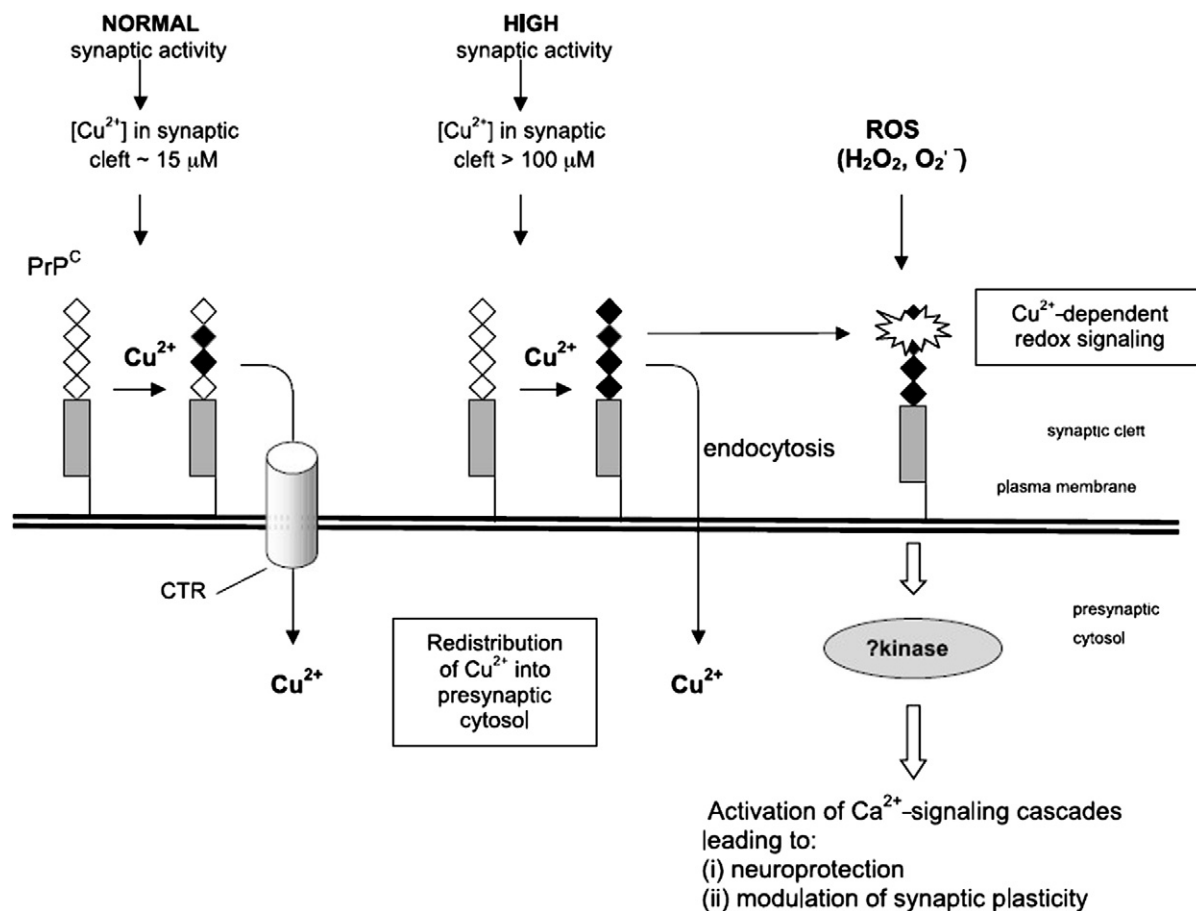 NORMAL
synaptic activity
[Cu²⁺] in synaptic
cleft ~ 15 μM
HIGH
synaptic activity
[Cu²⁺] in synaptic
cleft > 100 μM
ROS
(H₂O₂, O₂˙⁻)
PrPᶜ
Cu²⁺
Cu²⁺
Cu²⁺–dependent
redox signaling
endocytosis
synaptic cleft
plasma membrane
CTR
Cu²⁺
Redistribution
of Cu²⁺ into
presynaptic
cytosol
Cu²⁺
presynaptic
cytosol
?kinase
Activation of Ca²⁺–signaling cascades
leading to:
(i) neuroprotection
(ii) modulation of synaptic plasticity